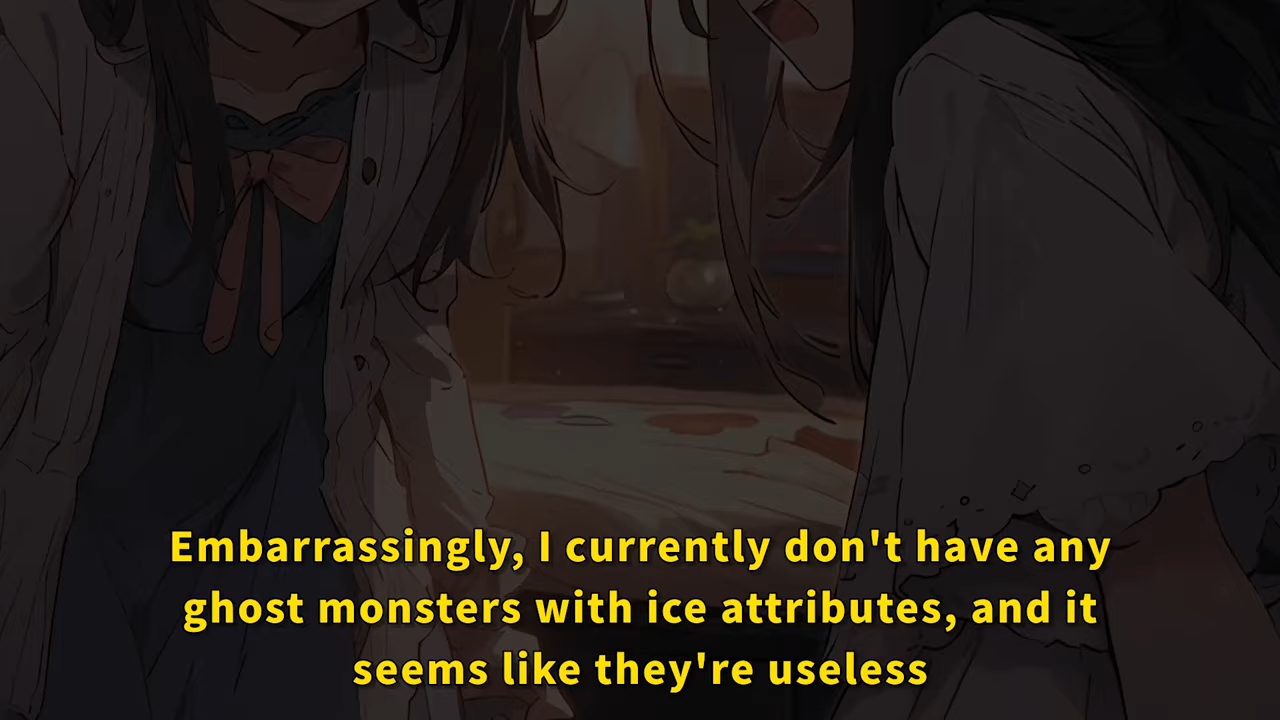 Embarrassingly, I currently don't have any
ghost monsters with ice attributes, and it
seems like they're useless